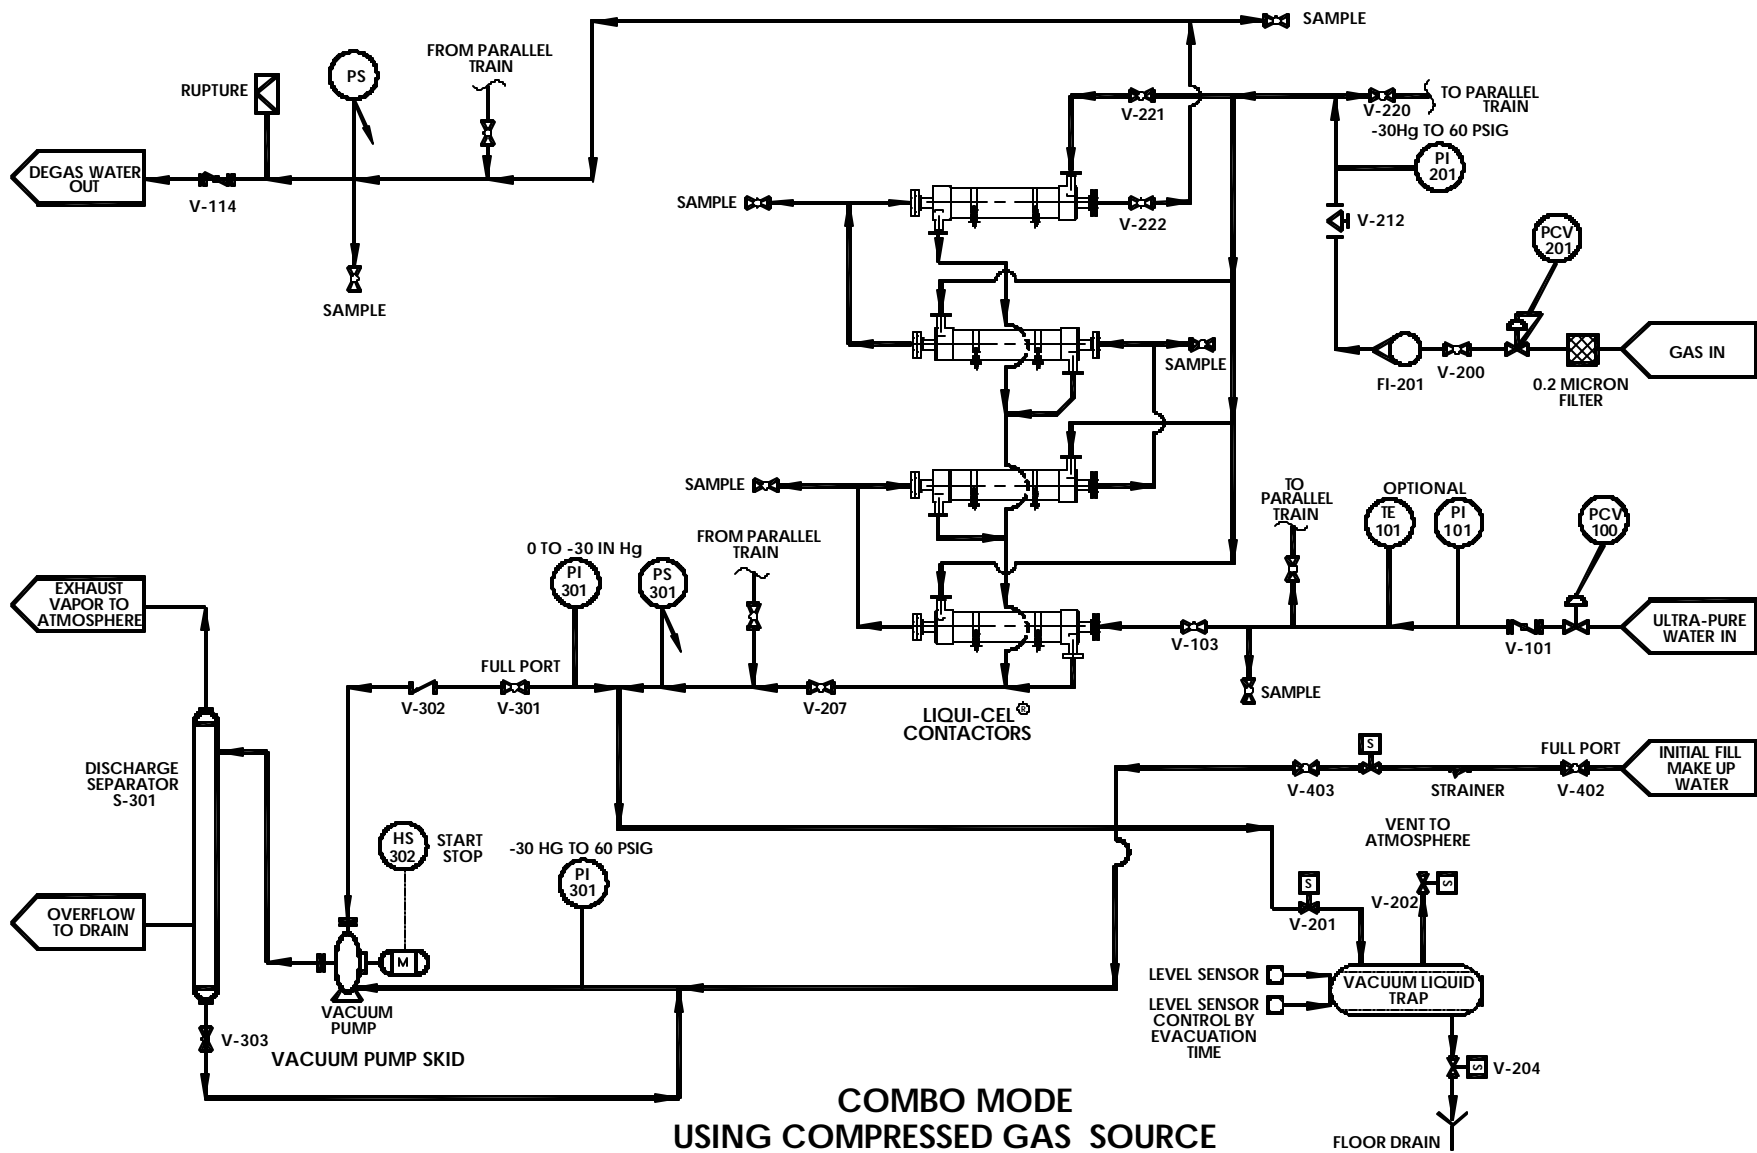 SAMPLE
FROM PARALLEL
TRAIN
PS
RUPTURE
V-221
V-220
TO PARALLEL
TRAIN
-30Hg TO 60 PSIG
PI
201
DEGAS WATER
OUT
V-114
SAMPLE
V-222
V-212
PCV
201
SAMPLE
SAMPLE
FI-201
V-200
0.2 MICRON
FILTER
GAS IN
SAMPLE
TO
PARALLEL
TRAIN
OPTIONAL
TE
101
PI
101
PCV
100
FROM PARALLEL
TRAIN
0 TO -30 IN Hg
PI
301
PS
301
EXHAUST
VAPOR TO
ATMOSPHERE
ULTRA-PURE
WATER IN
V-103
V-101
FULL PORT
SAMPLE
V-302
V-301
V-207
LIQUI-CEL ®
CONTACTORS
DISCHARGE
SEPARATOR
S-301
S
FULL PORT
INITIAL FILL
MAKE UP
WATER
V-403
STRAINER
V-402
HS
302
START
STOP
VENT TO
ATMOSPHERE
-30 HG TO 60 PSIG
PI
301
S
S
V-202
V-201
OVERFLOW
TO DRAIN
M
LEVEL SENSOR
VACUUM LIQUID
TRAP
LEVEL SENSOR
CONTROL BY
EVACUATION
TIME
VACUUM
PUMP
V-303
VACUUM PUMP SKID
S
V-204
COMBO MODE
USING COMPRESSED GAS SOURCE
FLOOR DRAIN